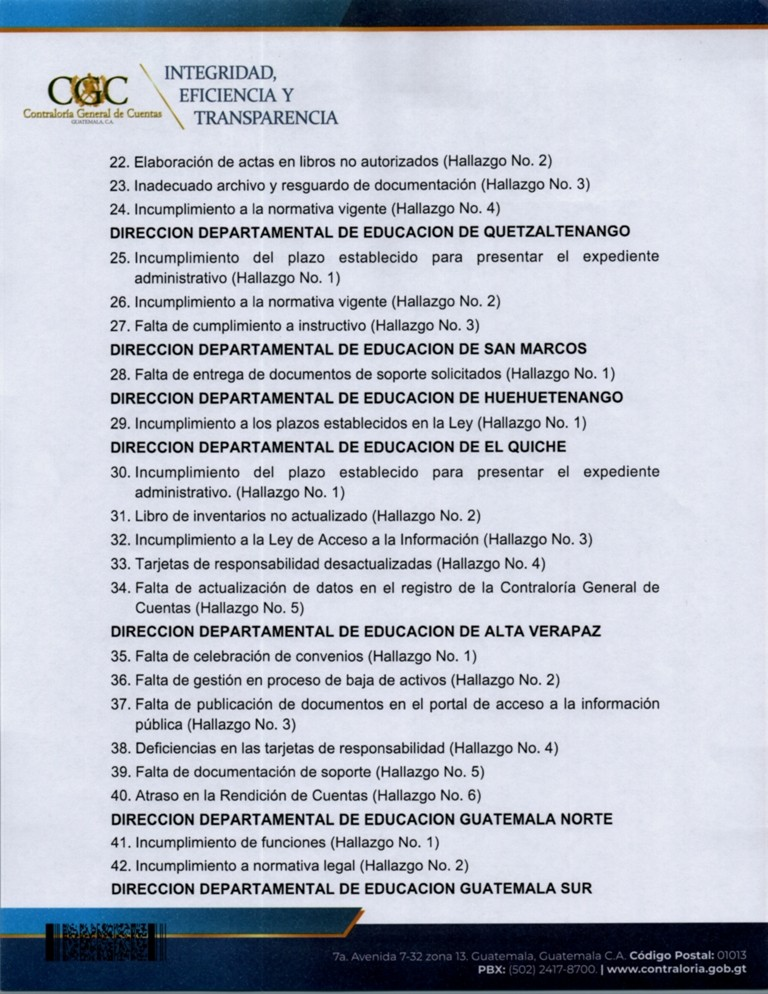 CGC
Contraloría General de Cuentas
GUATEMALA, C.A.
INTEGRIDAD,
EFICIENCIA Y
TRANSPARENCIA
22. Elaboración de actas en libros no autorizados (Hallazgo No. 2)
23. Inadecuado archivo y resguardo de documentación (Hallazgo No. 3)
24. Incumplimiento a la normativa vigente (Hallazgo No. 4)
DIRECCION DEPARTAMENTAL DE EDUCACION DE QUETZALTENANGO
25. Incumplimiento del plazo establecido para presentar el expediente
administrativo (Hallazgo No. 1)
26. Incumplimiento a la normativa vigente (Hallazgo No. 2)
27. Falta de cumplimiento a instructivo (Hallazgo No. 3)
DIRECCION DEPARTAMENTAL DE EDUCACION DE SAN MARCOS
28. Falta de entrega de documentos de soporte solicitados (Hallazgo No. 1)
DIRECCION DEPARTAMENTAL DE EDUCACION DE HUEHUETENANGO
29. Incumplimiento a los plazos establecidos en la Ley (Hallazgo No. 1)
DIRECCION DEPARTAMENTAL DE EDUCACION DE EL QUICHE
30. Incumplimiento del plazo establecido para presentar el expediente
administrativo. (Hallazgo No. 1)
31. Libro de inventarios no actualizado (Hallazgo No. 2)
32. Incumplimiento a la Ley de Acceso a la Información (Hallazgo No. 3)
33. Tarjetas de responsabilidad desactualizadas (Hallazgo No. 4)
34. Falta de actualización de datos en el registro de la Contraloría General de
Cuentas (Hallazgo No. 5)
DIRECCION DEPARTAMENTAL DE EDUCACION DE ALTA VERAPAZ
35. Falta de celebración de convenios (Hallazgo No. 1)
36. Falta de gestión en proceso de baja de activos (Hallazgo No. 2)
37. Falta de publicación de documentos en el portal de acceso a la información
pública (Hallazgo No. 3)
38. Deficiencias en las tarjetas de responsabilidad (Hallazgo No. 4)
39. Falta de documentación de soporte (Hallazgo No. 5)
40. Atraso en la Rendición de Cuentas (Hallazgo No. 6)
DIRECCION DEPARTAMENTAL DE EDUCACION GUATEMALA NORTE
41. Incumplimiento de funciones (Hallazgo No. 1)
42. Incumplimiento a normativa legal (Hallazgo No. 2)
DIRECCION DEPARTAMENTAL DE EDUCACION GUATEMALA SUR
7a. Avenida 7-32 zona 13. Guatemala, Guatemala C.A. Código Postal: 01013
PBX: (502) 2417-8700. | www.contraloria.gob.gt